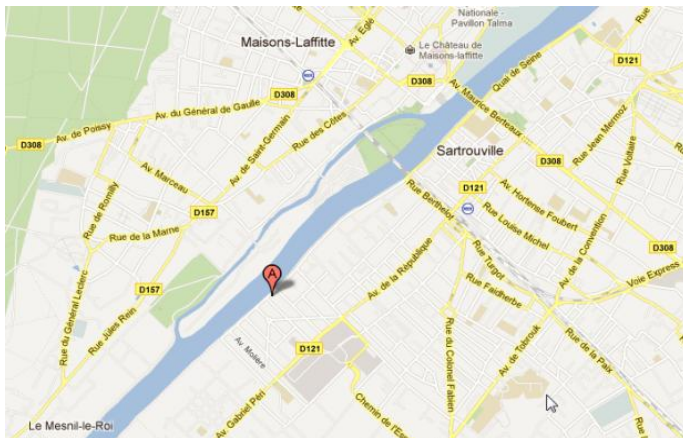 Nationale -
Pavillon Talma
Av. Eglé
Maisons-Laffitte
Le Château de
Maisons-laffitte
Quai de Seine
Rue
D121
D308
D308
Av. Maurice Berteaux
Av. du Général de Gaulle
D308
Av. de Poissy
Av. de Saint-Germain
Rue des Côtes
Rue Jean Mermoz
Rue Voltaire
D308
Sartrouville
Av. Marceau
Rue de Romilly
D157
Rue de la Marne
Rue Berthelot
D121
Av. Hortense Foubert
Rue Louise Michel
Av. de la Convention
D308
Voie Express
Rue Turgot
Rue Faidherbe
A
Av. de la République
D157
Rue Jules Rein
Rue du Général Leclerc
Av. Molière
D121
Rue du Colonel Fabien
Av. de Tobrouk
Rue de la Paix
Av. Gabriel Péri
Chemin de l'Es
Le Mesnil-le-Roi